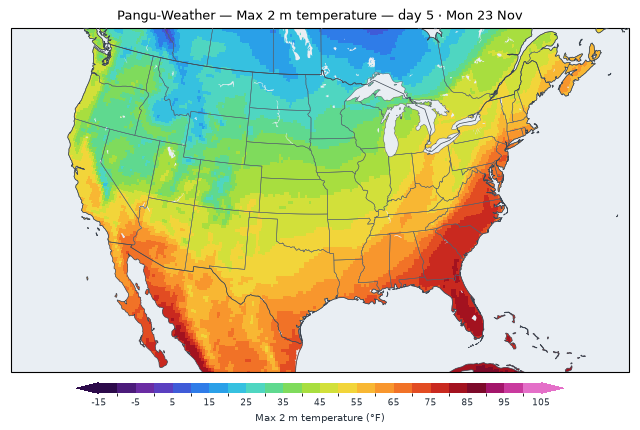 Pangu-Weather — Max 2 m temperature — day 5 · Mon 23 Nov
-15 -5 5 15 25 35 45 55 65 75 85 95 105
Max 2 m temperature (°F)